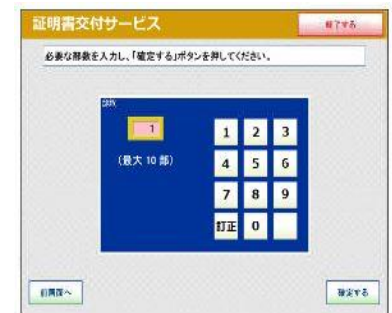 証明書交付サービス
終了する
必要な部数を入力し、「確定する」ボタンを押してください。
部数
1
(最大 10 部)
1 2 3
4 5 6
7 8 9
訂正 0
前画面へ
確定する